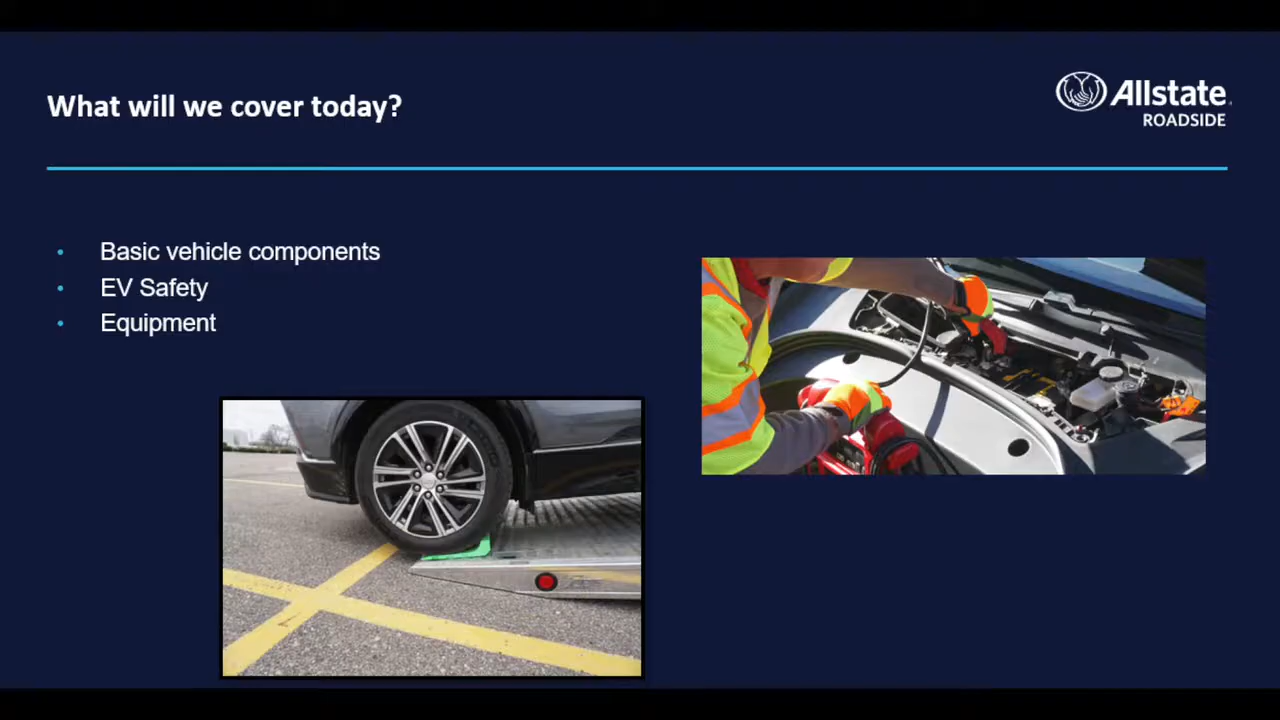 What will we cover today?
Allstate
ROADSIDE
Basic vehicle components
EV Safety
Equipment